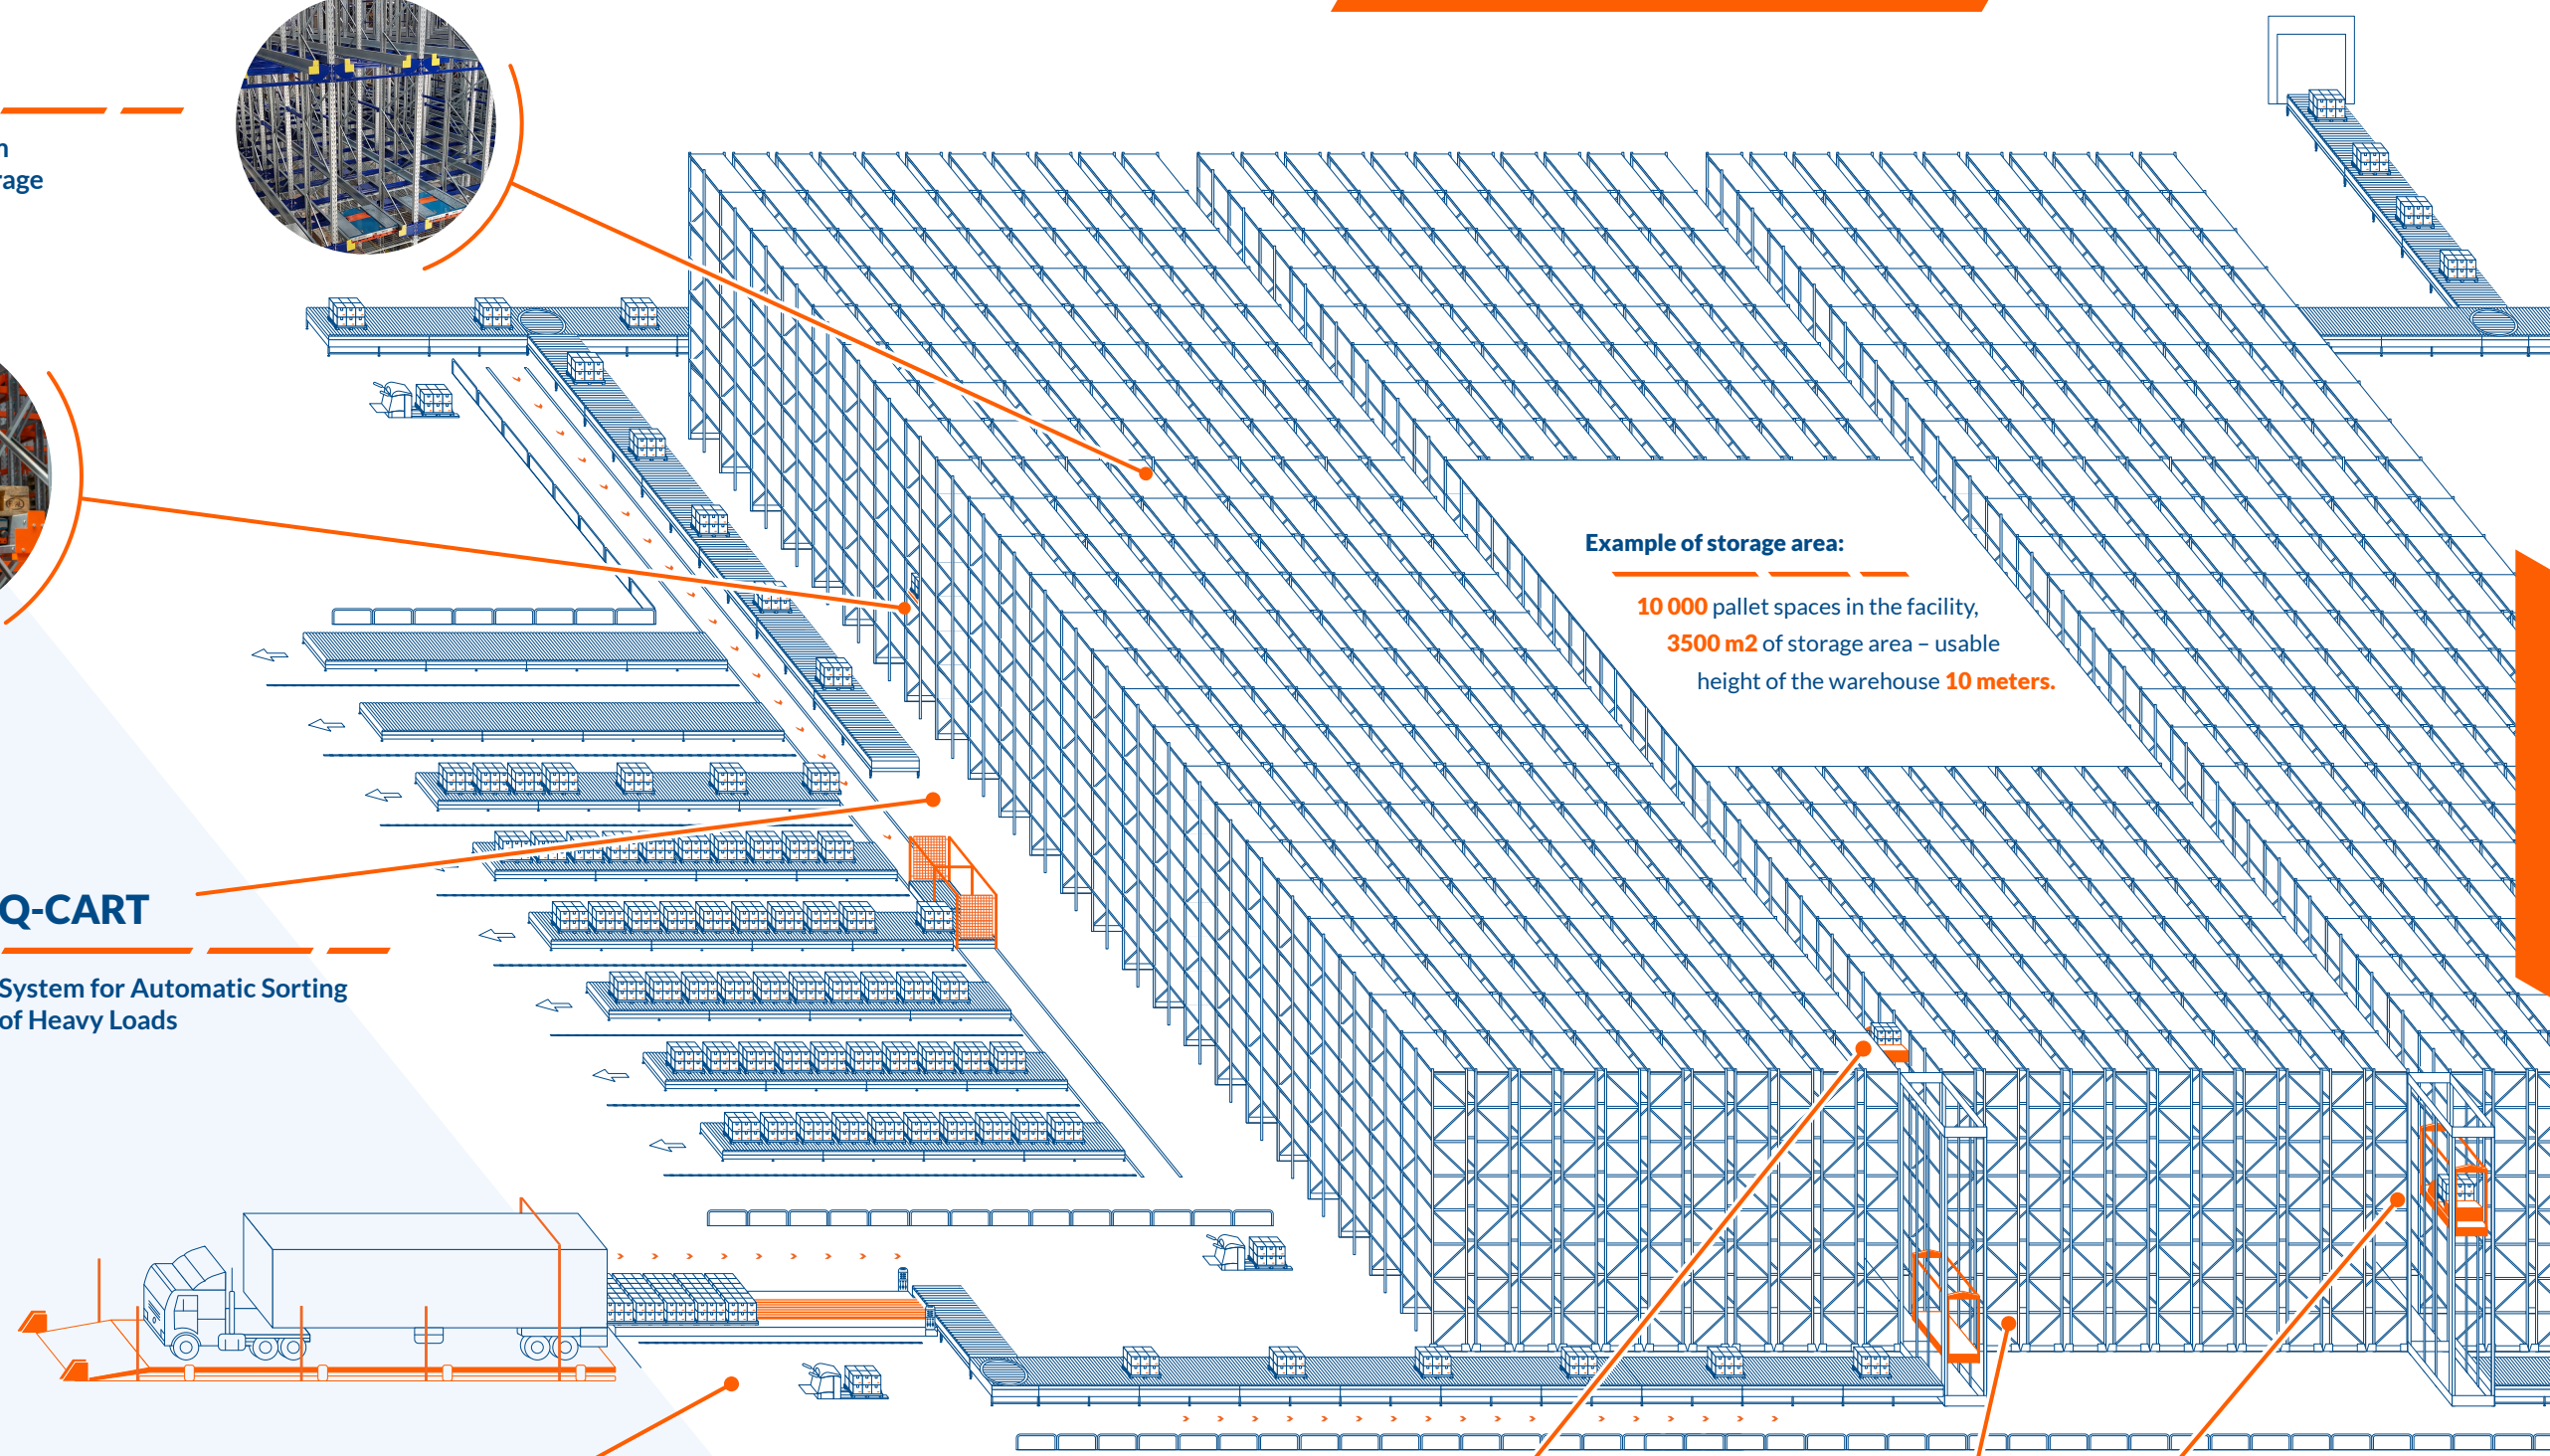 Example of storage area:
10 000 pallet spaces in the facility,
3500 m2 of storage area – usable
height of the warehouse 10 meters.
Q-CART
System for Automatic Sorting
of Heavy Loads